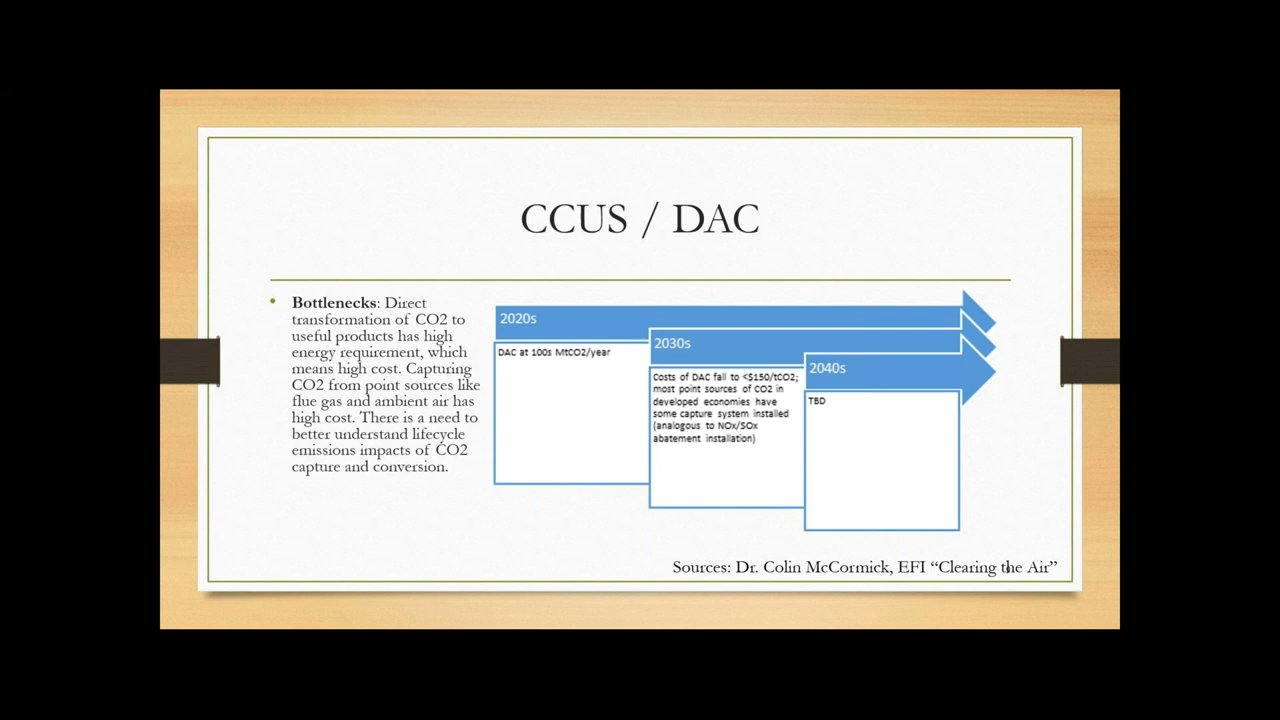 CCUS / DAC
• Bottlenecks: Direct
transformation of CO2 to
useful products has high
energy requirement, which
means high cost. Capturing
CO2 from point sources like
flue gas and ambient air has
high cost. There is a need to
better understand lifecycle
emissions impacts of CO2
capture and conversion.
2020s
DAC at 100s MtCO2/year
2030s
Costs of DAC fall to <$150/tCO2;
most point sources of CO2 in
developed economies have
some capture system installed
(analogous to NOx/SOx
abatement installation)
2040s
TBD
Sources: Dr. Colin McCormick, EFI “Clearing the Air”